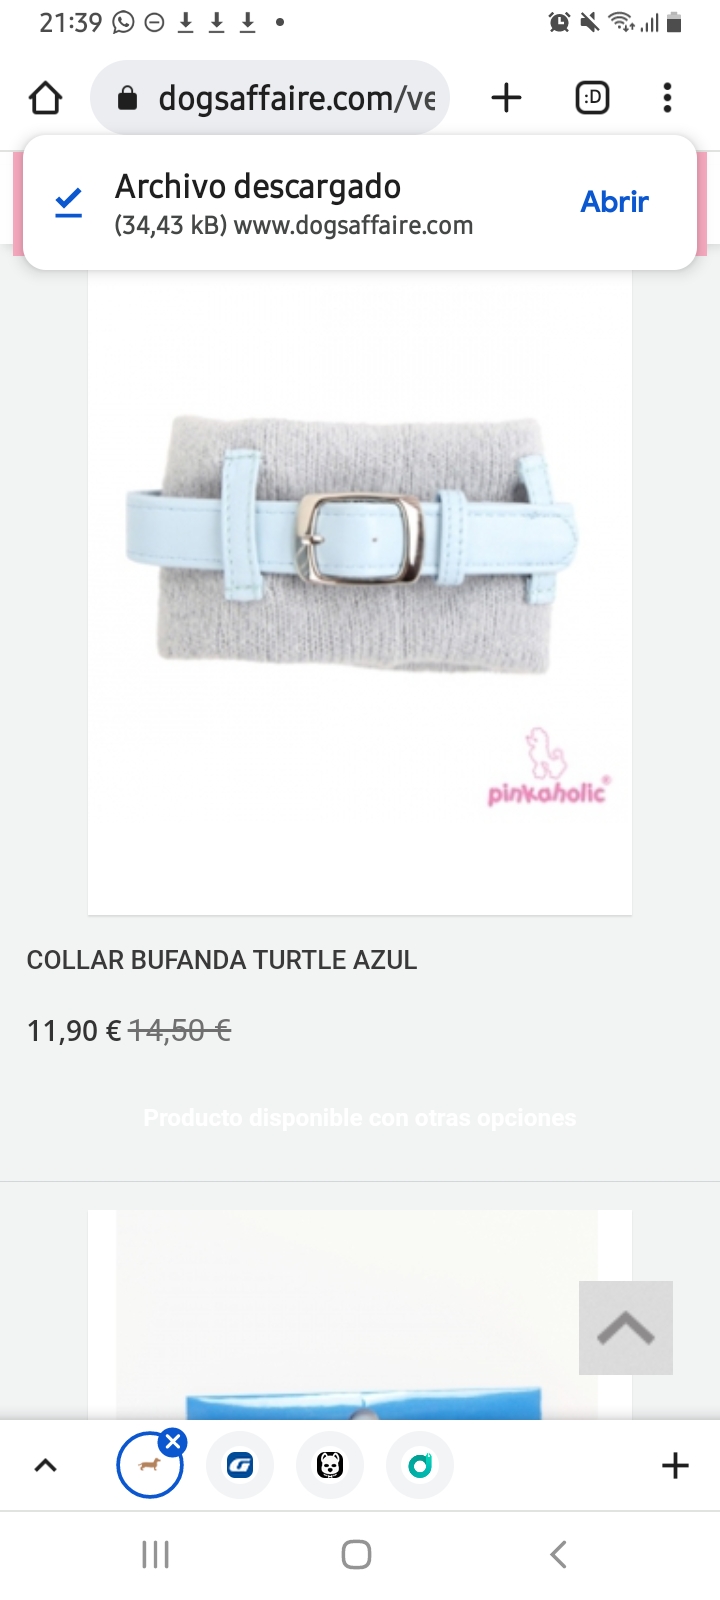 21:39
dogsaffaire.com/ve
:D
Archivo descargado
(34,43 kB) www.dogsaffaire.com
Abrir
pinkaholic®
COLLAR BUFANDA TURTLE AZUL
11,90 € 14,50 €
Producto disponible con otras opciones